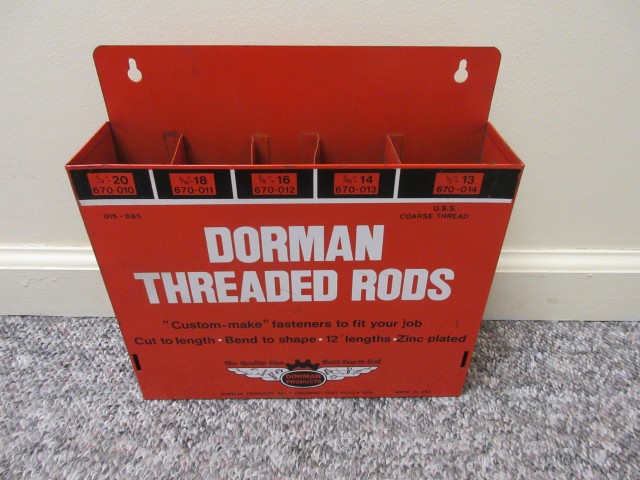 1/4"-20 5/16"-18 3/8"-16 7/16"-14 1/2"-13
670-010 670-011 670-012 670-013 670-014
015-085
U.S.S.
COARSE THREAD
DORMAN
THREADED RODS
"Custom-make" fasteners to fit your job
Cut to length • Bend to shape • 12" lengths • Zinc plated
DORMAN
PRODUCTS